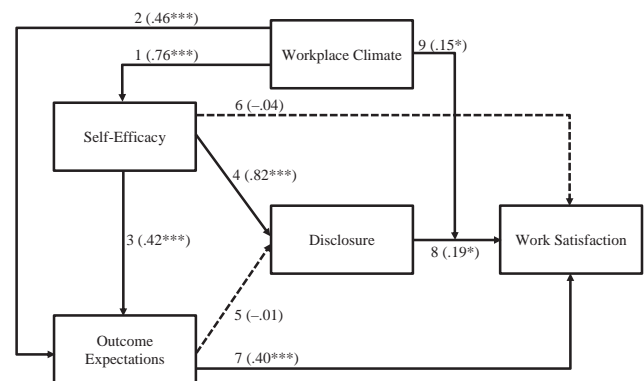 2 (.46***)
Workplace Climate
9 (.15*)
1 (.76***)
6 (–.04)
Self-Efficacy
4 (.82***)
3 (.42***)
Disclosure
Work Satisfaction
8 (.19*)
5 (–.01)
Outcome
Expectations
7 (.40***)